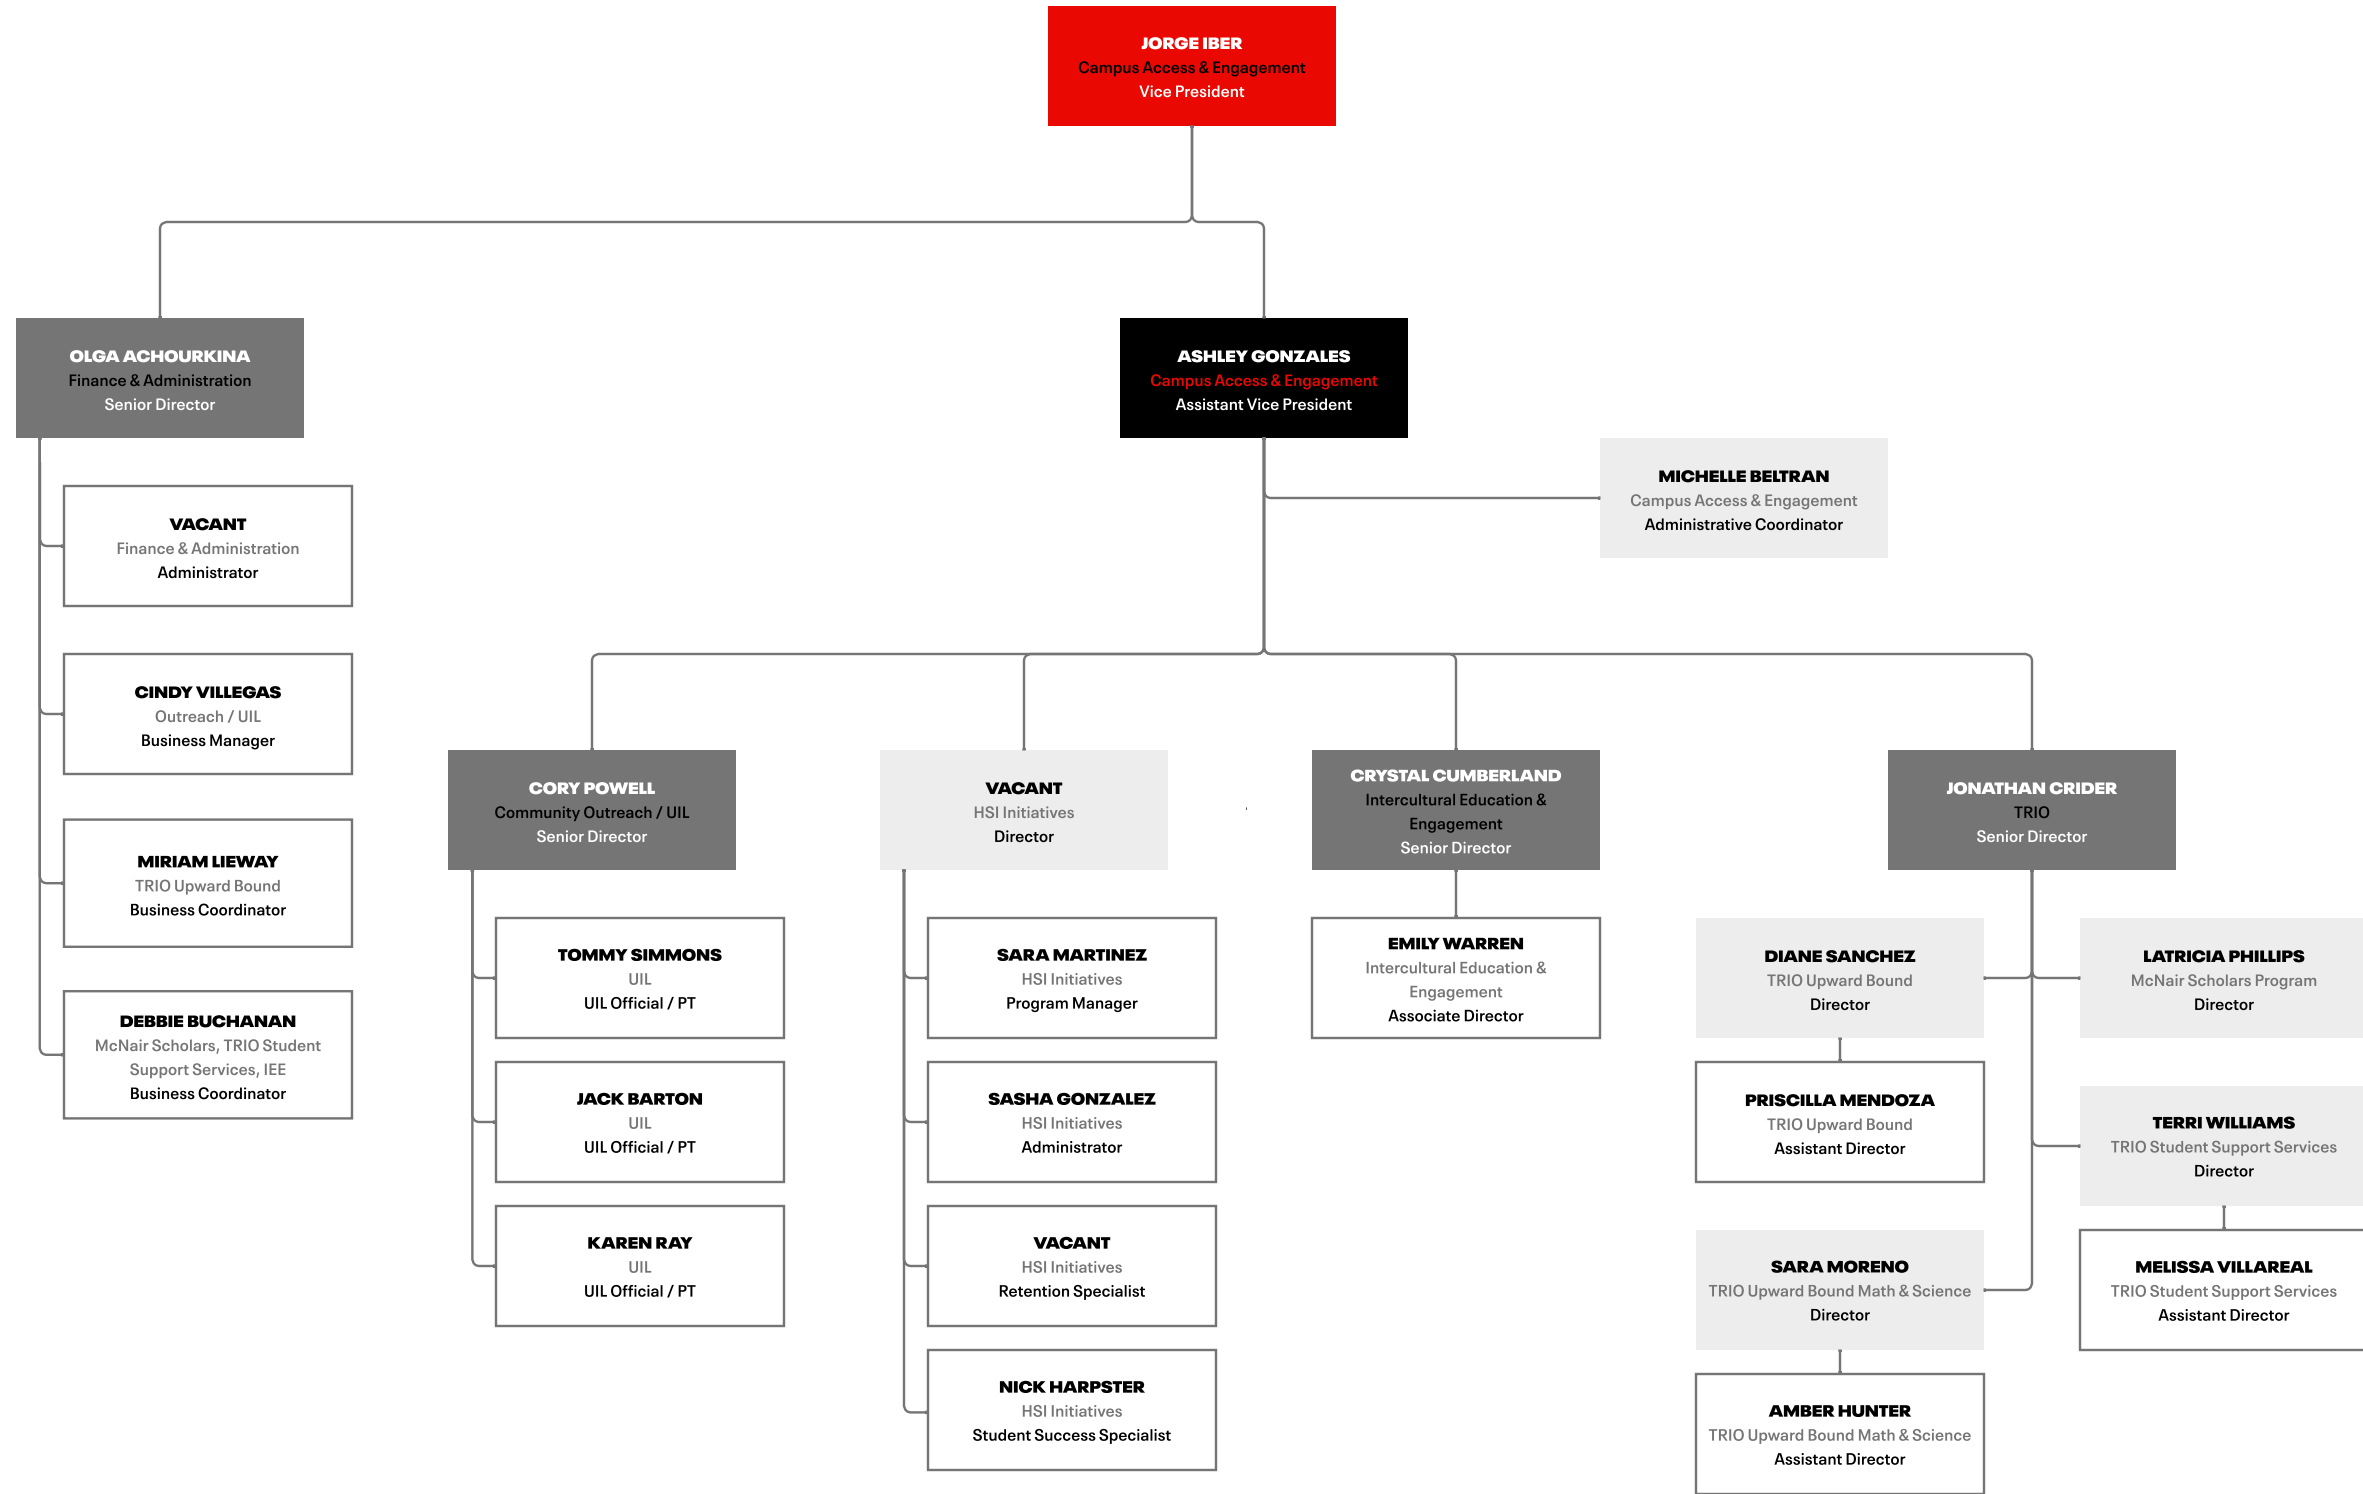 JORGE IBER
Campus Access & Engagement
Vice President
OLGA ACHOURKINA
Finance & Administration
Senior Director
ASHLEY GONZALES
Campus Access & Engagement
Assistant Vice President
MICHELLE BELTRAN
Campus Access & Engagement
Administrative Coordinator
VACANT
Finance & Administration
Administrator
CINDY VILLEGAS
Outreach / UIL
Business Manager
MIRIAM LIEWAY
TRIO Upward Bound
Business Coordinator
DEBBIE BUCHANAN
McNair Scholars, TRIO Student
Support Services, IEE
Business Coordinator
CORY POWELL
Community Outreach / UIL
Senior Director
TOMMY SIMMONS
UIL
UIL Official / PT
JACK BARTON
UIL
UIL Official / PT
KAREN RAY
UIL
UIL Official / PT
VACANT
HSI Initiatives
Director
SARA MARTINEZ
HSI Initiatives
Program Manager
SASHA GONZALEZ
HSI Initiatives
Administrator
VACANT
HSI Initiatives
Retention Specialist
NICK HARPSTER
HSI Initiatives
Student Success Specialist
CRYSTAL CUMBERLAND
Intercultural Education &
Engagement
Senior Director
EMILY WARREN
Intercultural Education &
Engagement
Associate Director
JONATHAN CRIDER
TRIO
Senior Director
DIANE SANCHEZ
TRIO Upward Bound
Director
PRISCILLA MENDOZA
TRIO Upward Bound
Assistant Director
SARA MORENO
TRIO Upward Bound Math & Science
Director
AMBER HUNTER
TRIO Upward Bound Math & Science
Assistant Director
LATRICIA PHILLIPS
McNair Scholars Program
Director
TERRI WILLIAMS
TRIO Student Support Services
Director
MELISSA VILLAREAL
TRIO Student Support Services
Assistant Director